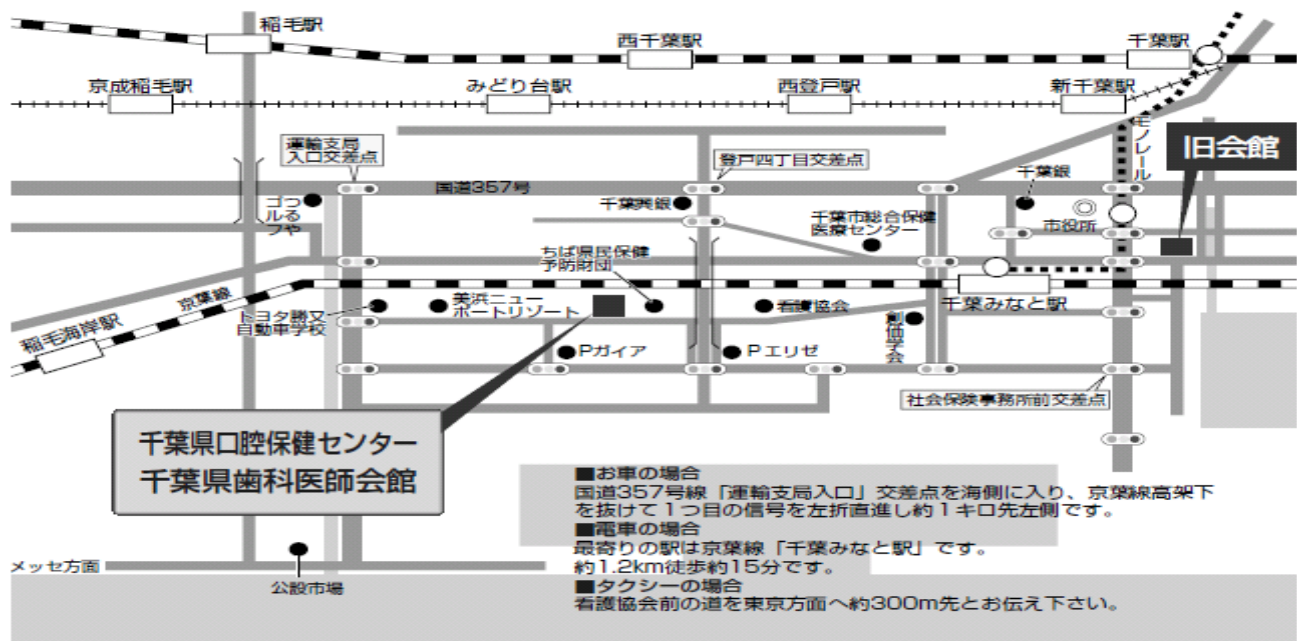 稲毛駅
西千葉駅
千葉駅
京成稲毛駅
みどり台駅
西登戸駅
新千葉駅
モノレール
旧会館
運輸支局
入口交差点
登戸四丁目交差点
国道357号
千葉銀
つるや
ゴルフ
千葉興銀
千葉市総合保健
医療センター
市役所
ちば県民保健
予防財団
京葉線
稲毛海岸駅
トヨタ勝又
自動車学校
美浜ニュー
ポートリゾート
看護協会
千葉みなと駅
創価学会
Pガイア
Pエリゼ
社会保険事務所前交差点
千葉県口腔保健センター
千葉県歯科医師会館
■お車の場合
国道357号線「運輸支局入口」交差点を海側に入り、京葉線高架下
を抜けて1つ目の信号を左折直進し約1キロ先左側です。
■電車の場合
最寄りの駅は京葉線「千葉みなと駅」です。
約1.2km徒歩約15分です。
■タクシーの場合
看護協会前の道を東京方面へ約300m先とお伝え下さい。
メッセ方面
公設市場